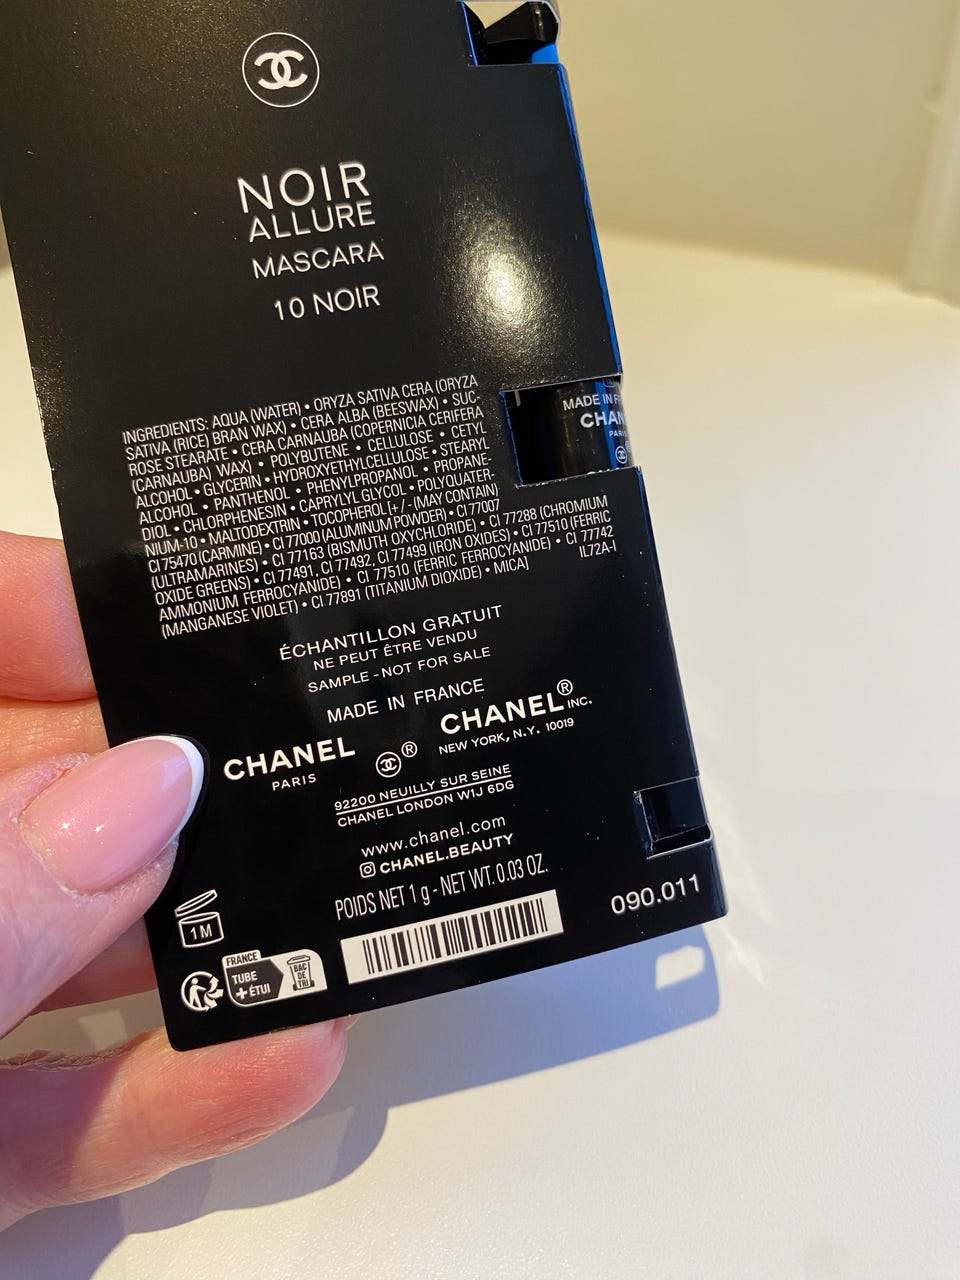 NOIR
ALLURE
MASCARA
10 NOIR
INGREDIENTS: AQUA (WATER) • ORYZA SATIVA CERA (ORYZA
SATIVA (RICE) BRAN WAX) • CERA ALBA (BEESWAX) • SUC-
ROSE STEARATE • CERA CARNAUBA (COPERNICIA CERIFERA
(CARNAUBA) WAX) • POLYBUTENE • CELLULOSE • CETYL
ALCOHOL • GLYCERIN • HYDROXYETHYLCELLULOSE • STEARYL
ALCOHOL • PANTHENOL • PHENYLPROPANOL • PROPANE-
DIOL • CHLORPHENESIN • CAPRYLYL GLYCOL • POLYQUATER-
NIUM-10 • MALTODEXTRIN • TOCOPHEROL [+/-(MAY CONTAIN)
CI 75470 (CARMINE) • CI 77000 (ALUMINUM POWDER) • CI 77007
(ULTRAMARINES) • CI 77163 (BISMUTH OXYCHLORIDE) • CI 77288 (CHROMIUM
OXIDE GREENS) • CI 77491, CI 77492, CI 77499 (IRON OXIDES) • CI 77510 (FERRIC
AMMONIUM FERROCYANIDE) • CI 77510 (FERRIC FERROCYANIDE) • CI 77742
(MANGANESE VIOLET) • CI 77891 (TITANIUM DIOXIDE) • MICA]
IL72A-I
MADE IN FR
CHAN
PARIS
ÉCHANTILLON GRATUIT
NE PEUT ÊTRE VENDU
SAMPLE - NOT FOR SALE
MADE IN FRANCE
CHANEL
PARIS
®
CHANEL® INC.
NEW YORK, N.Y. 10019
92200 NEUILLY SUR SEINE
CHANEL LONDON W1J 6DG
www.chanel.com
CHANEL.BEAUTY
POIDS NET 1 g - NET WT. 0.03 OZ.
090.011
1M
FRANCE
TUBE
+ ÉTUI
BAC
DE
TRI